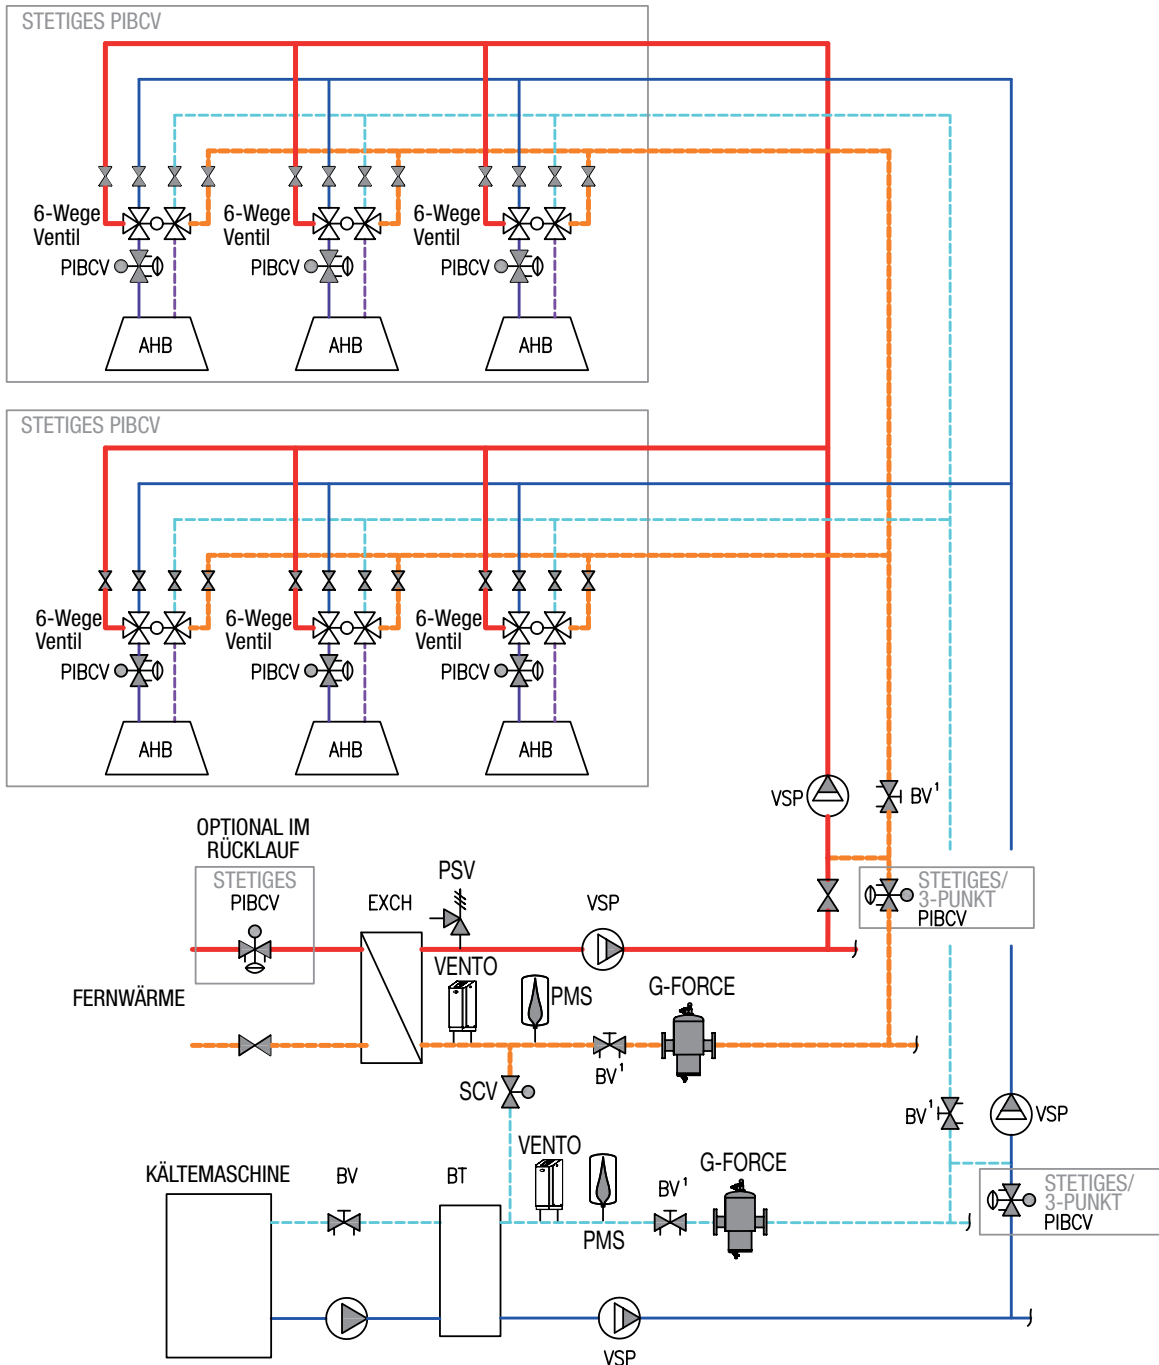 STETIGES PIBCV
6-Wege
Ventil
6-Wege
Ventil
6-Wege
Ventil
PIBCV
PIBCV
PIBCV
AHB
AHB
AHB
STETIGES PIBCV
6-Wege
Ventil
6-Wege
Ventil
6-Wege
Ventil
PIBCV
PIBCV
PIBCV
AHB
AHB
AHB
VSP
BV¹
OPTIONAL IM
RÜCKLAUF
STETIGES
PIBCV
EXCH
PSV
VSP
STETIGES/
3-PUNKT
PIBCV
FERNWÄRME
VENTO
PMS
G-FORCE
BV¹
SCV
BV¹
VSP
KÄLTEMASCHINE
BV
BT
VENTO
PMS
BV¹
G-FORCE
STETIGES/
3-PUNKT
PIBCV
VSP